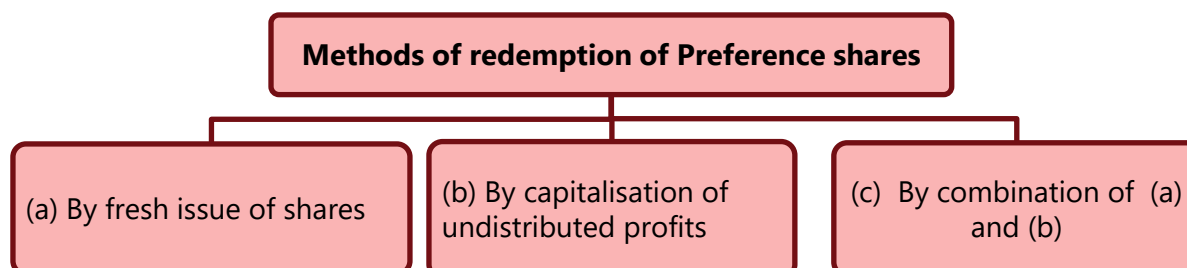 Methods of redemption of Preference shares
(a) By fresh issue of shares
(b) By capitalisation of
undistributed profits
(c) By combination of (a)
and (b)